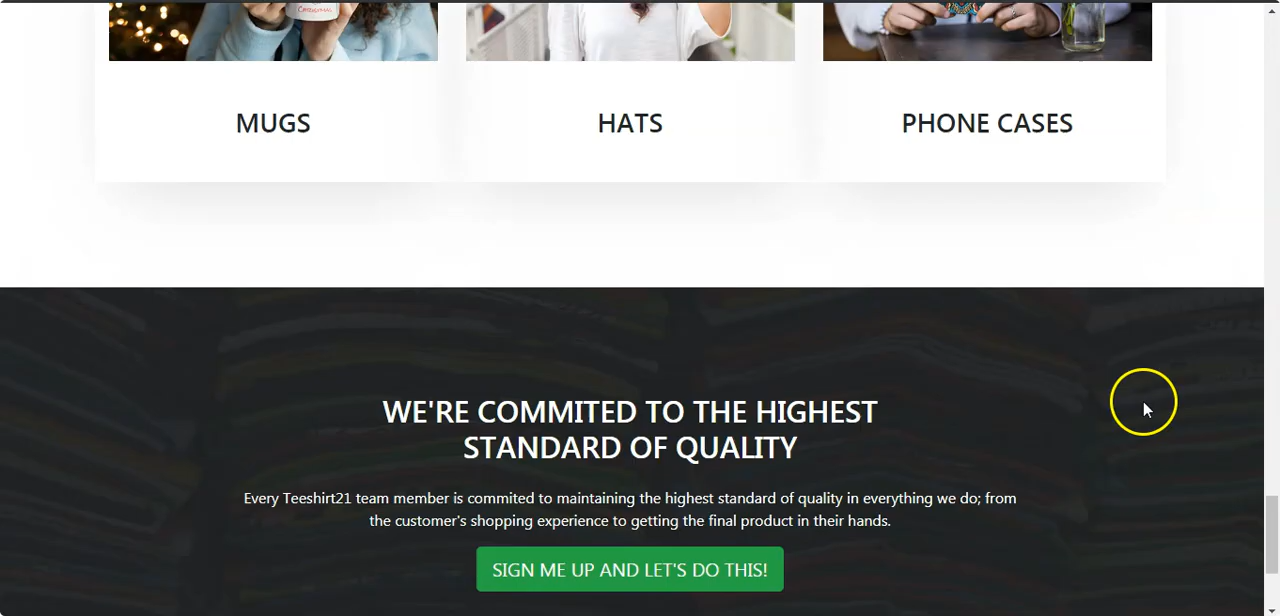 MUGS
HATS
PHONE CASES
WE'RE COMMITED TO THE HIGHEST
STANDARD OF QUALITY
Every Teeshirt21 team member is commited to maintaining the highest standard of quality in everything we do; from
the customer's shopping experience to getting the final product in their hands.
SIGN ME UP AND LET'S DO THIS!